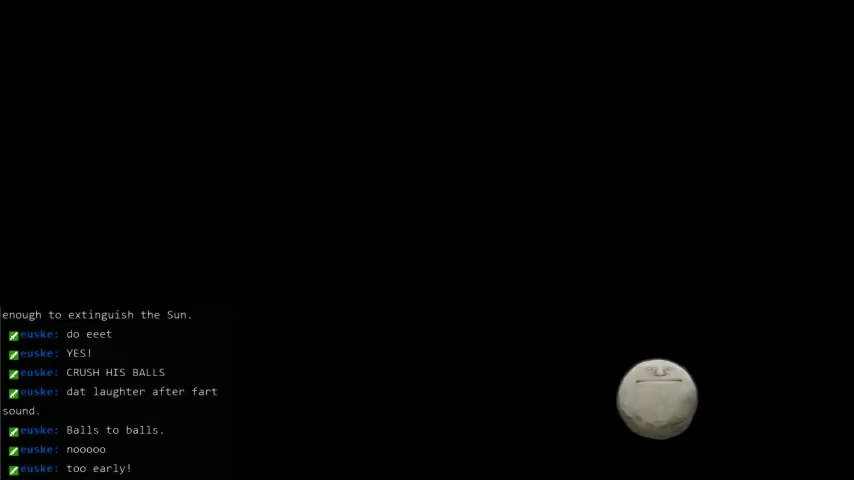 enough to extinguish the Sun.
euske: do eeet
euske: YES!
euske: CRUSH HIS BALLS
euske: dat laughter after fart
sound.
euske: Balls to balls.
euske: nooooo
euske: too early!